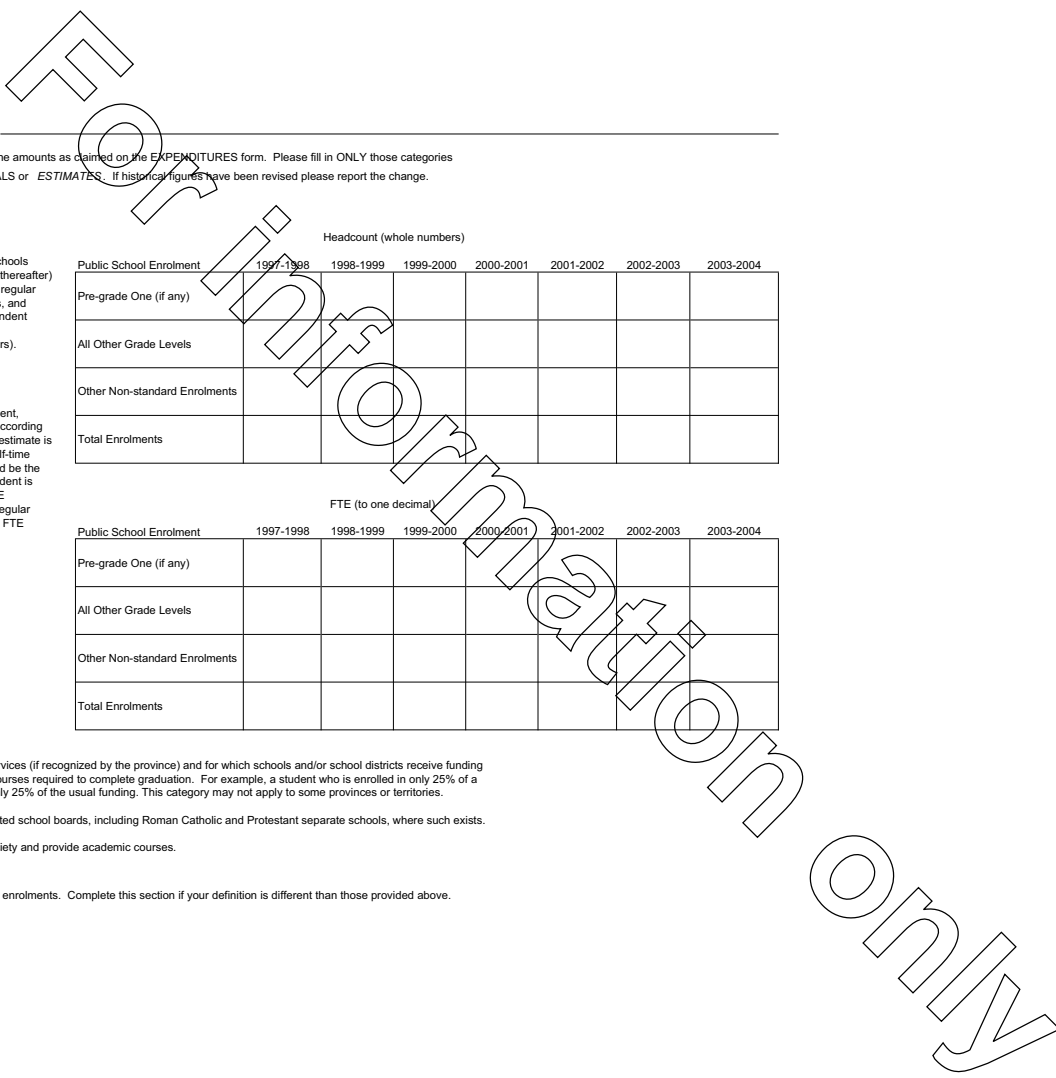 For information only
ne amounts as claimed on the EXPENDITURES form. Please fill in ONLY those categories
ALS or ESTIMATES. If historical figures have been revised please report the change.
chools
thereafter)
regular
s, and
ndent
rs).
ent,
ccording
estimate is
lf-time
d be the
dent is
E
egular
FTE
Headcount (whole numbers)
Public School Enrolment 1997-1998 1998-1999 1999-2000 2000-2001 2001-2002 2002-2003 2003-2004
Pre-grade One (if any)
All Other Grade Levels
Other Non-standard Enrolments
Total Enrolments
FTE (to one decimal)
Public School Enrolment 1997-1998 1998-1999 1999-2000 2000-2001 2001-2002 2002-2003 2003-2004
Pre-grade One (if any)
All Other Grade Levels
Other Non-standard Enrolments
Total Enrolments
vices (if recognized by the province) and for which schools and/or school districts receive funding
ourses required to complete graduation. For example, a student who is enrolled in only 25% of a
ly 25% of the usual funding. This category may not apply to some provinces or territories.
ted school boards, including Roman Catholic and Protestant separate schools, where such exists.
iety and provide academic courses.
enrolments. Complete this section if your definition is different than those provided above.